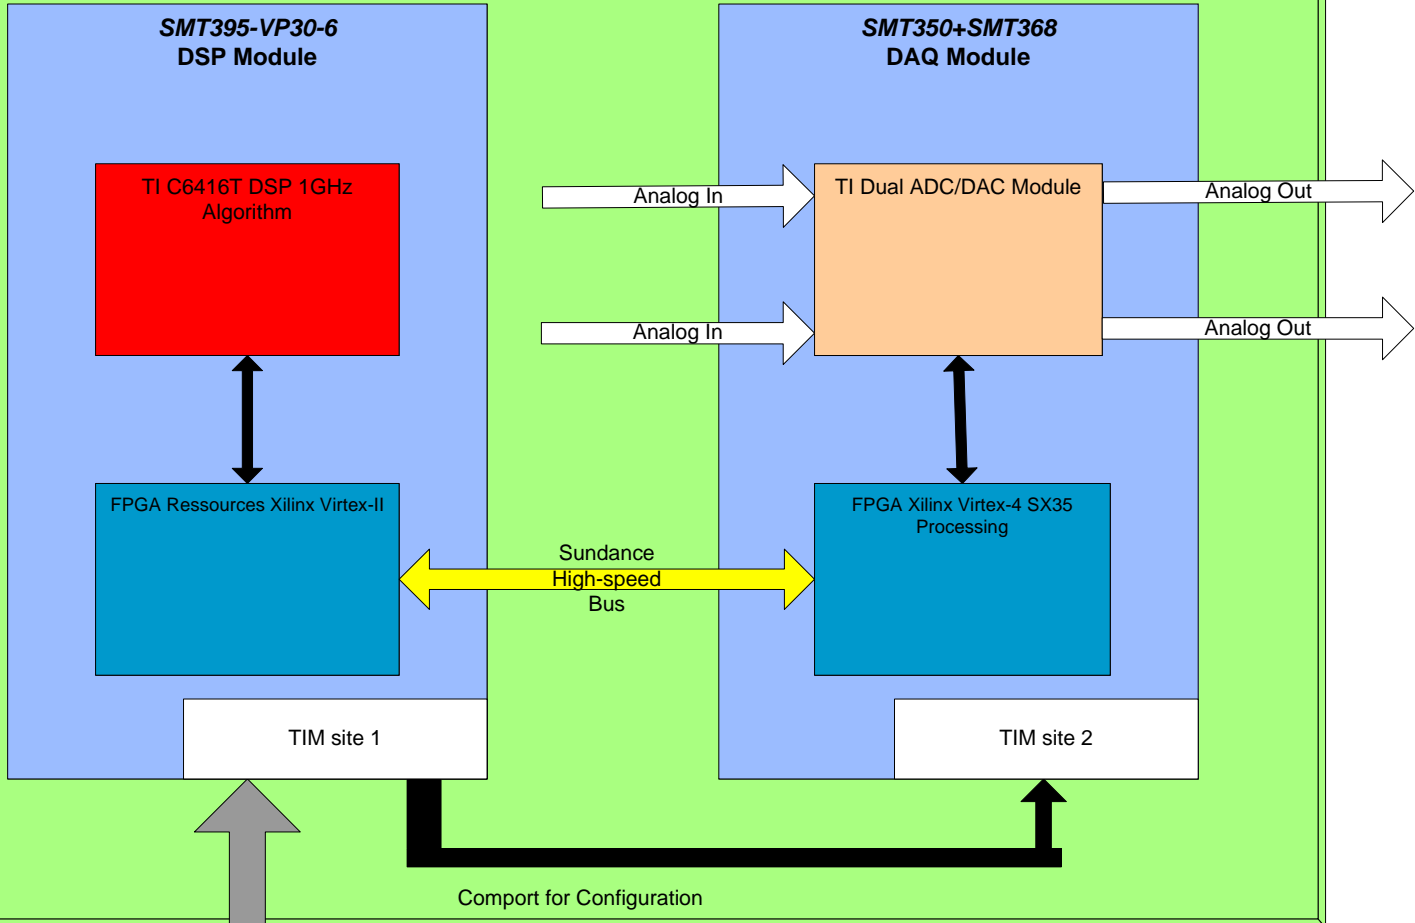 SMT395-VP30-6
DSP Module
TI C6416T DSP 1GHz
Algorithm
FPGA Ressources Xilinx Virtex-II
TIM site 1
Sundance
High-speed
Bus
SMT350+SMT368
DAQ Module
Analog In
TI Dual ADC/DAC Module
Analog Out
Analog In
Analog Out
FPGA Xilinx Virtex-4 SX35
Processing
TIM site 2
Comport for Configuration